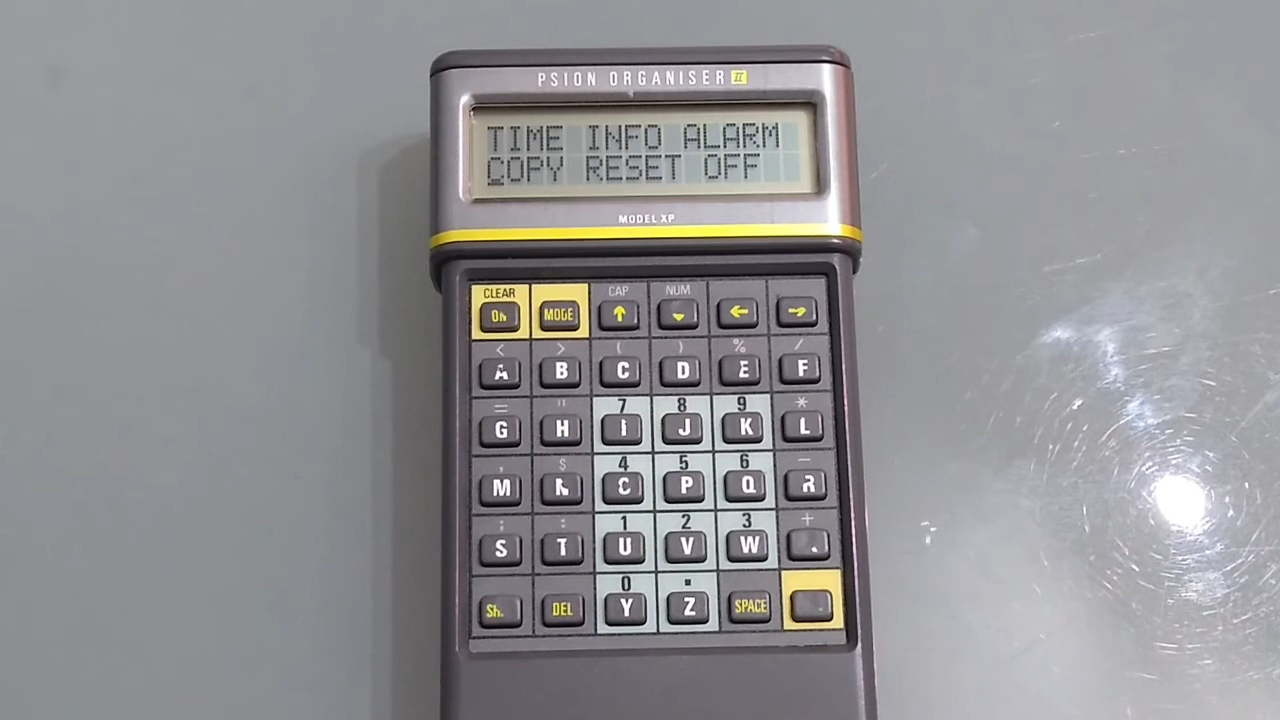 PSION ORGANISER II
TIME INFO ALARM
COPY RESET OFF
MODEL XP
CLEAR CAP NUM
ON MODE ↑ ← →
< > ( ) % /
A B C D E F
= " 7 8 9 *
G H I J K L
, $ 4 5 6 -
M N O P Q R
; : 1 2 3 +
S T U V W
0 .
DEL Y Z SPACE